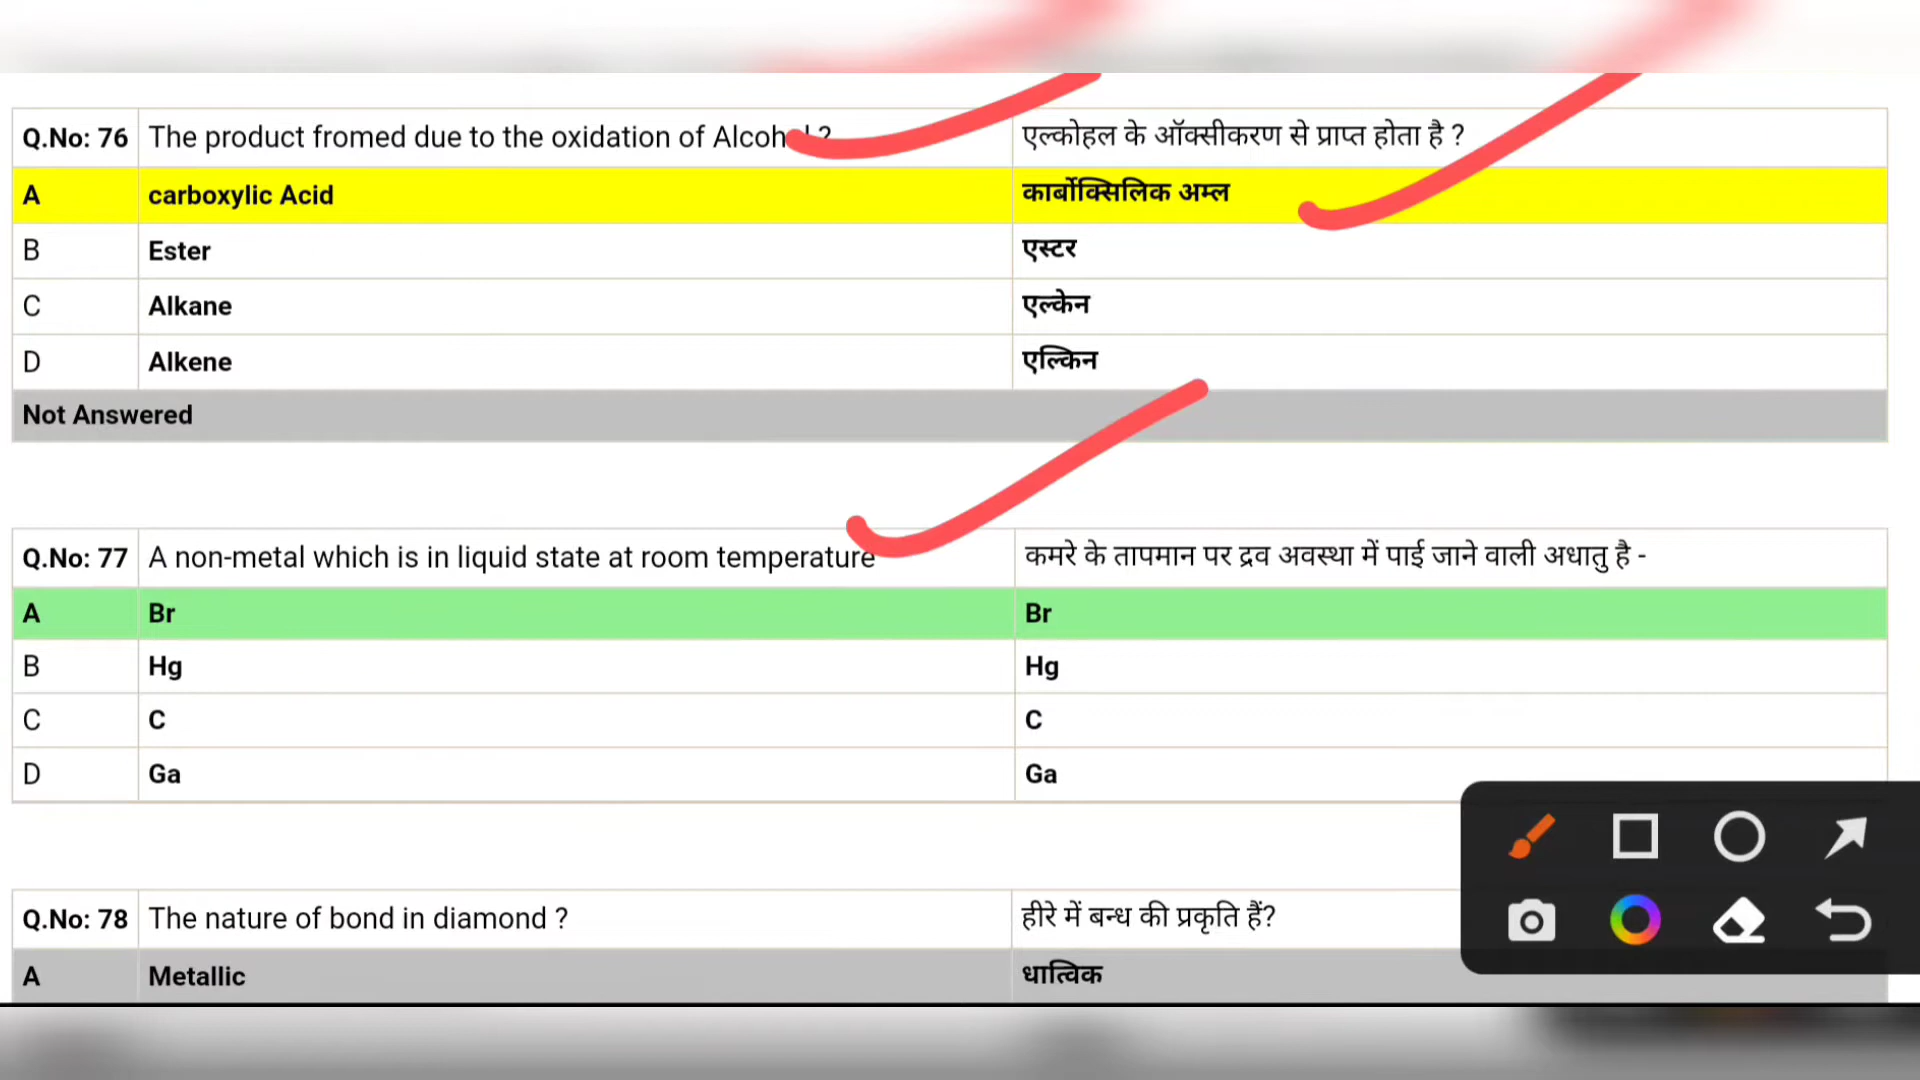 Q.No: 76 The product fromed due to the oxidation of Alcohol ? एल्कोहल के ऑक्सीकरण से प्राप्त होता है ?
A carboxylic Acid कार्बोक्सिलिक अम्ल
B Ester एस्टर
C Alkane एल्केन
D Alkene एल्किन
Not Answered
Q.No: 77 A non-metal which is in liquid state at room temperature कमरे के तापमान पर द्रव अवस्था में पाई जाने वाली अधातु है -
A Br Br
B Hg Hg
C C C
D Ga Ga
Q.No: 78 The nature of bond in diamond ? हीरे में बन्ध की प्रकृति हैं?
A Metallic धात्विक